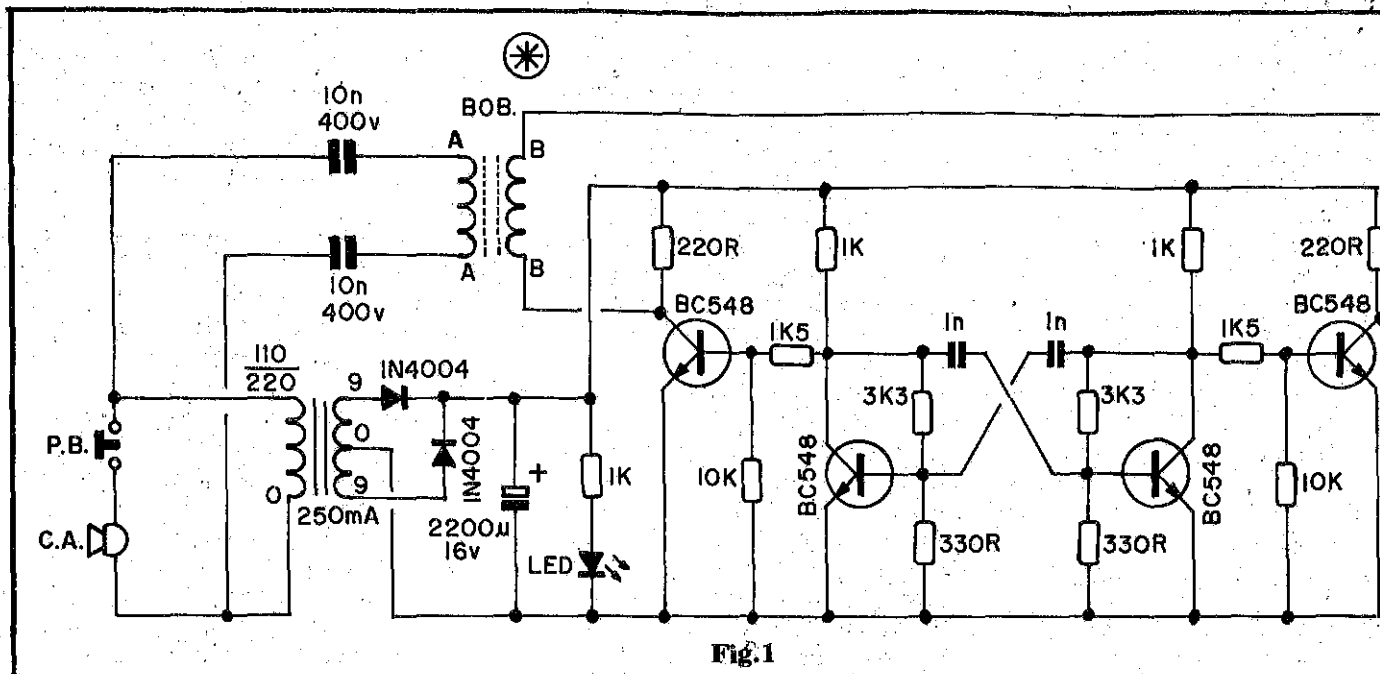 10n
400v
BOB.
A
B
A
B
10n
400v
220R
1K
1K
220R
BC548
1K5
1n
1n
1K5
BC548
110
220
9
1N4004
0
1N4004
9
0
250mA
P.B.
C.A.
+
2200µ
16v
1K
LED
10K
3K3
3K3
BC548
BC548
10K
330R
330R
Fig.1